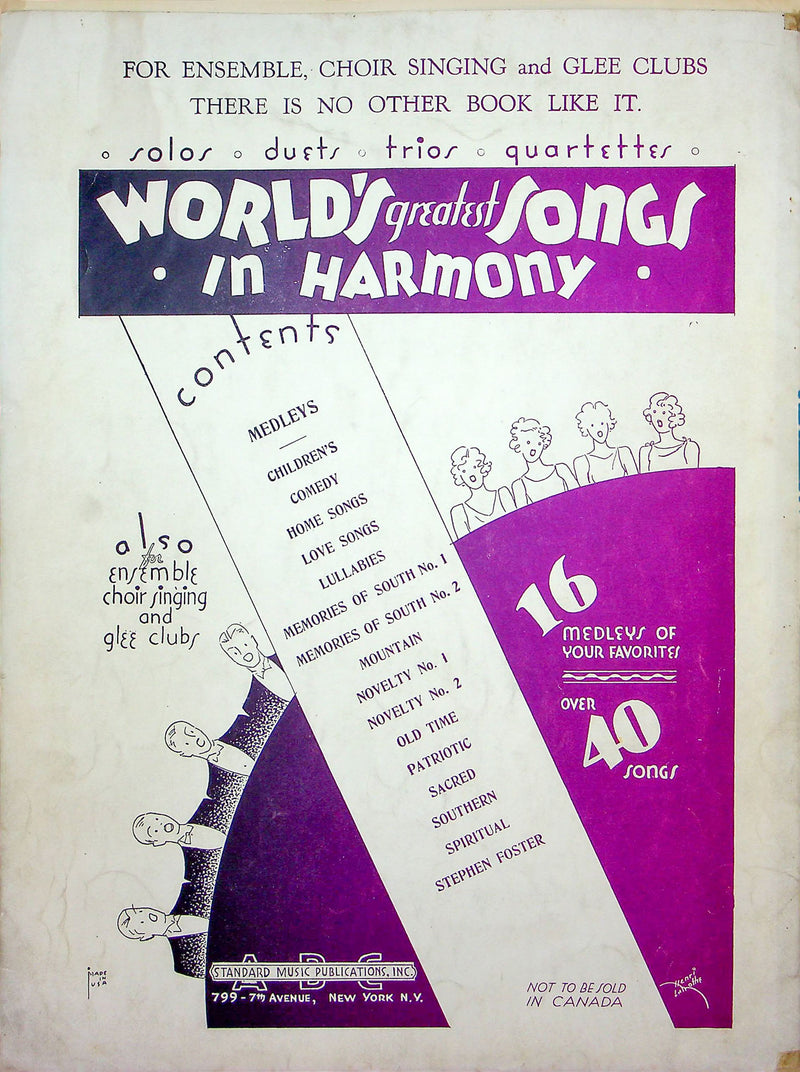 FOR ENSEMBLE, CHOIR SINGING and GLEE CLUBS
THERE IS NO OTHER BOOK LIKE IT.
solos duets trios quartettes
WORLD'S greatest SONGS
IN HARMONY
contents
MEDLEYS
CHILDREN'S
COMEDY
HOME SONGS
LOVE SONGS
LULLABIES
MEMORIES OF SOUTH No. 1
MEMORIES OF SOUTH No. 2
MOUNTAIN
NOVELTY No. 1
NOVELTY No. 2
OLD TIME
PATRIOTIC
SACRED
SOUTHERN
SPIRITUAL
STEPHEN FOSTER
also
for
ensemble
choir singing
and
glee clubs
16
MEDLEYS OF
YOUR FAVORITES
OVER
40
SONGS
MADE
IN
USA
A B C
STANDARD MUSIC PUBLICATIONS, INC.
799 - 7th AVENUE, NEW YORK N.Y.
NOT TO BE SOLD
IN CANADA
Henri